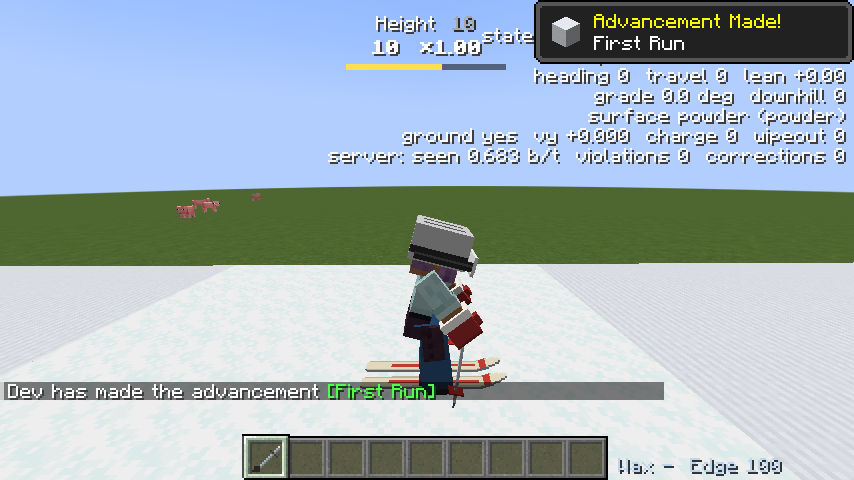 Height 10
10 ×1.00
state
Advancement Made!
First Run
heading 0 travel 0 lean +0.00
grade 0.0 deg downhill 0
surface powder (powder)
ground yes vy +0.000 charge 0 wipeout 0
server: seen 0.683 b/t violations 0 corrections 0
Dev has made the advancement [First Run]
Wax - Edge 100